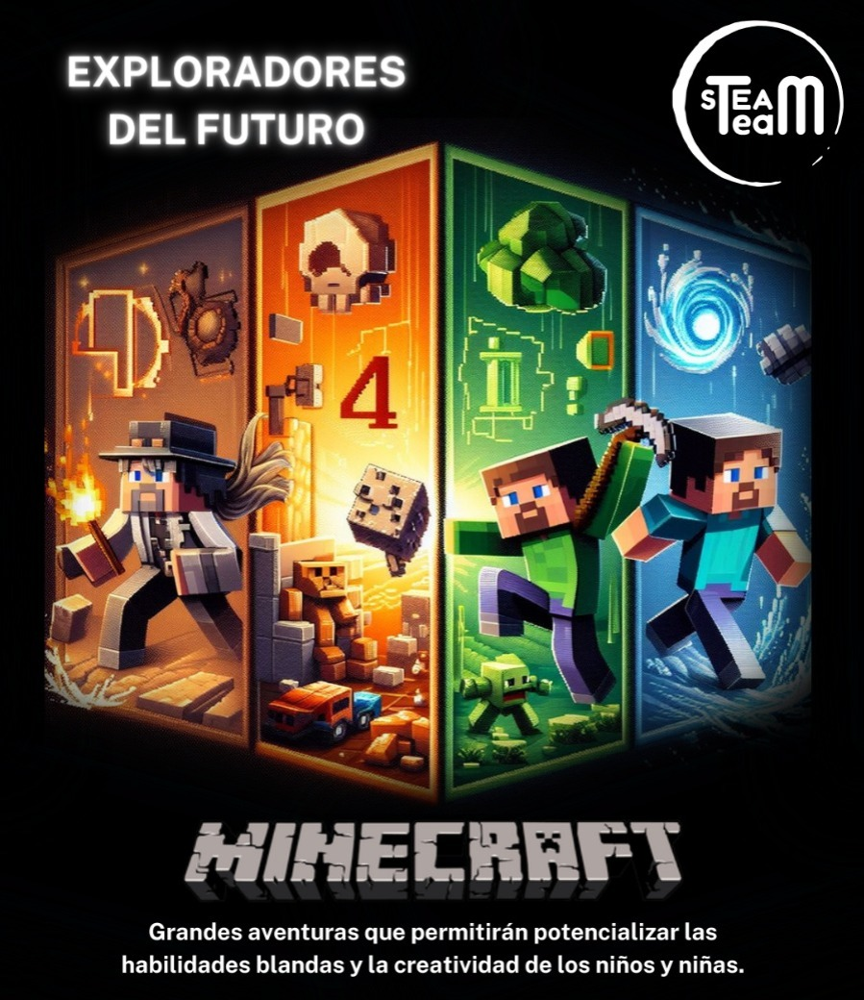 EXPLORADORES
DEL FUTURO
sTEAM
Team
4
MINECRAFT
Grandes aventuras que permitirán potencializar las
habilidades blandas y la creatividad de los niños y niñas.